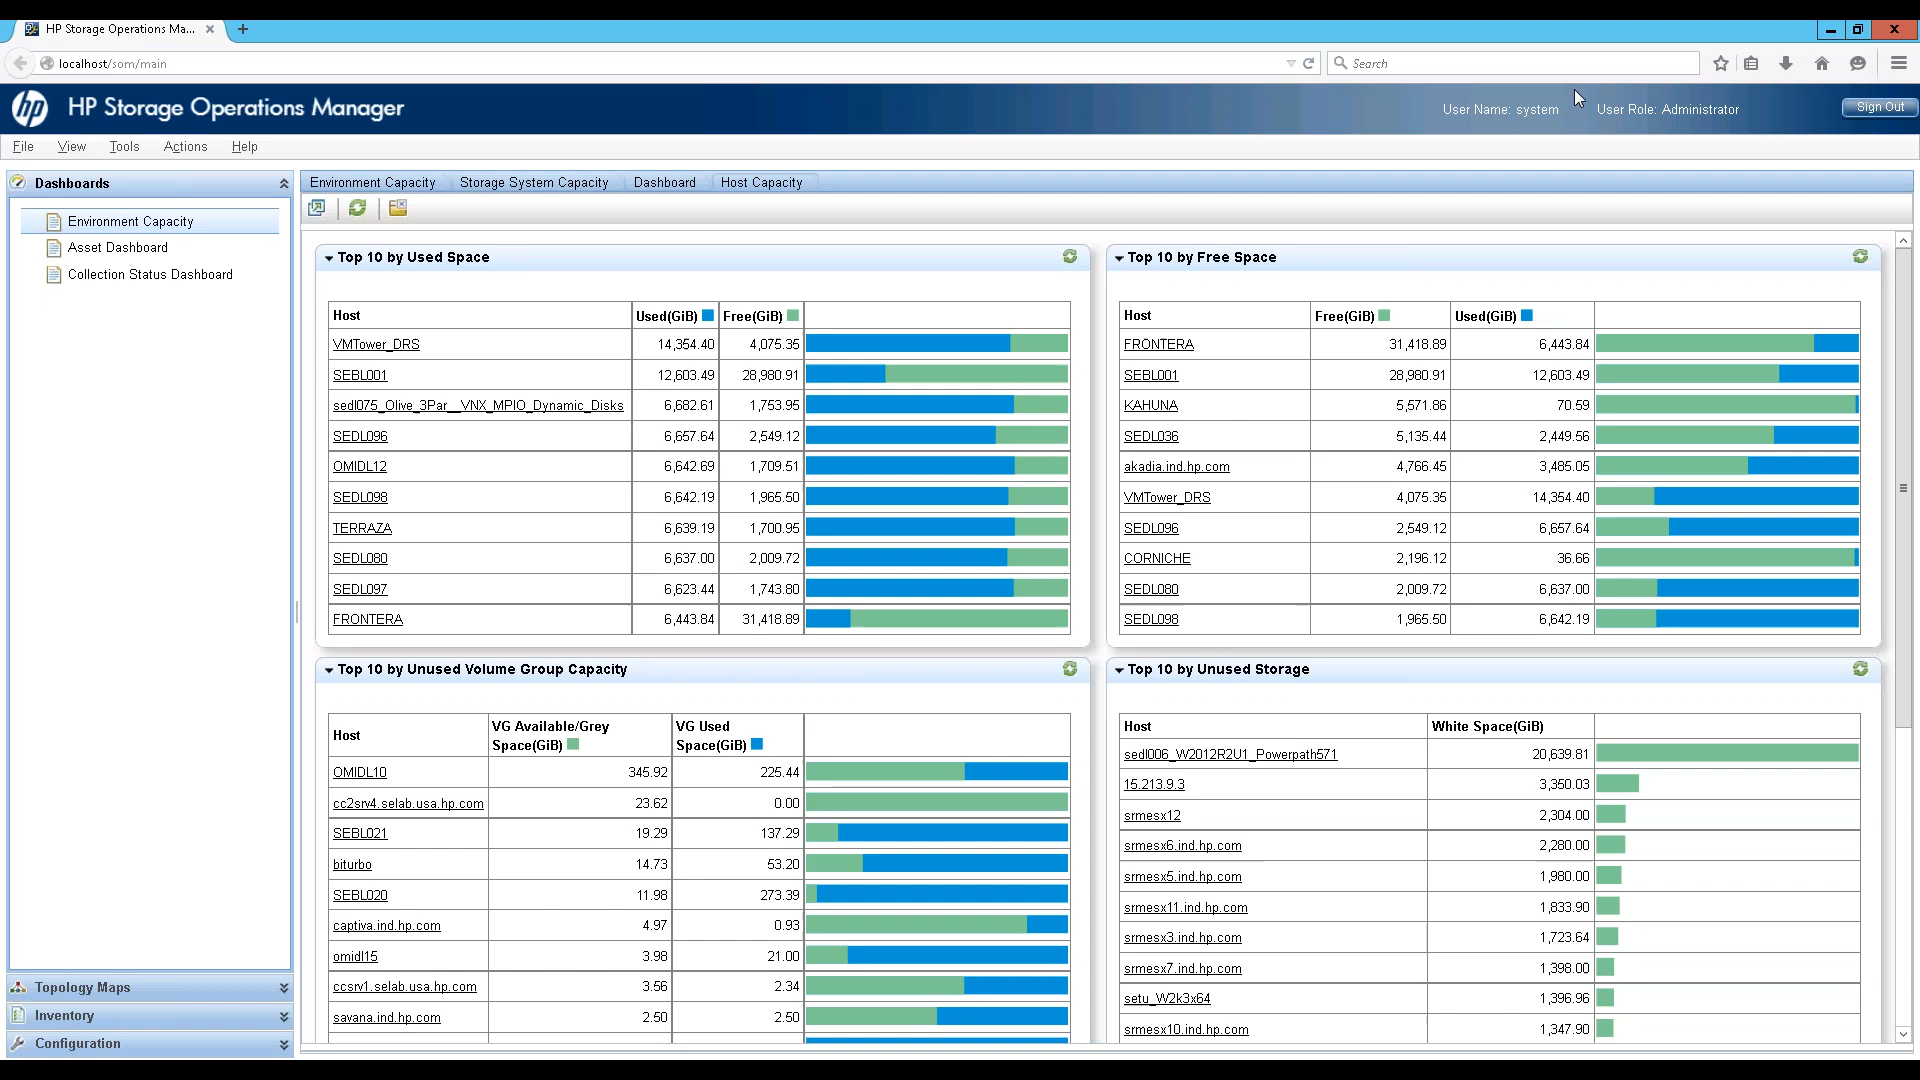 HP Storage Operations Ma...
localhost/som/main
Search
hp HP Storage Operations Manager
User Name: system User Role: Administrator Sign Out
File View Tools Actions Help
Dashboards
Environment Capacity
Asset Dashboard
Collection Status Dashboard
Topology Maps
Inventory
Configuration
Environment Capacity Storage System Capacity Dashboard Host Capacity
Top 10 by Used Space
Host Used(GiB) Free(GiB)
VMTower_DRS 14,354.40 4,075.35
SEBL001 12,603.49 28,980.91
sedl075_Olive_3Par__VNX_MPIO_Dynamic_Disks 6,682.61 1,753.95
SEDL096 6,657.64 2,549.12
OMIDL12 6,642.69 1,709.51
SEDL098 6,642.19 1,965.50
TERRAZA 6,639.19 1,700.95
SEDL080 6,637.00 2,009.72
SEDL097 6,623.44 1,743.80
FRONTERA 6,443.84 31,418.89
Top 10 by Free Space
Host Free(GiB) Used(GiB)
FRONTERA 31,418.89 6,443.84
SEBL001 28,980.91 12,603.49
KAHUNA 5,571.86 70.59
SEDL036 5,135.44 2,449.56
akadia.ind.hp.com 4,766.45 3,485.05
VMTower_DRS 4,075.35 14,354.40
SEDL096 2,549.12 6,657.64
CORNICHE 2,196.12 36.66
SEDL080 2,009.72 6,637.00
SEDL098 1,965.50 6,642.19
Top 10 by Unused Volume Group Capacity
Host VG Available/Grey Space(GiB) VG Used Space(GiB)
OMIDL10 345.92 225.44
cc2srv4.selab.usa.hp.com 23.62 0.00
SEBL021 19.29 137.29
biturbo 14.73 53.20
SEBL020 11.98 273.39
captiva.ind.hp.com 4.97 0.93
omidl15 3.98 21.00
ccsrv1.selab.usa.hp.com 3.56 2.34
savana.ind.hp.com 2.50 2.50
Top 10 by Unused Storage
Host White Space(GiB)
sedl006_W2012R2U1_Powerpath571 20,639.81
15.213.9.3 3,350.03
srmesx12 2,304.00
srmesx6.ind.hp.com 2,280.00
srmesx5.ind.hp.com 1,980.00
srmesx11.ind.hp.com 1,833.90
srmesx3.ind.hp.com 1,723.64
srmesx7.ind.hp.com 1,398.00
setu_W2k3x64 1,396.96
srmesx10.ind.hp.com 1,347.90